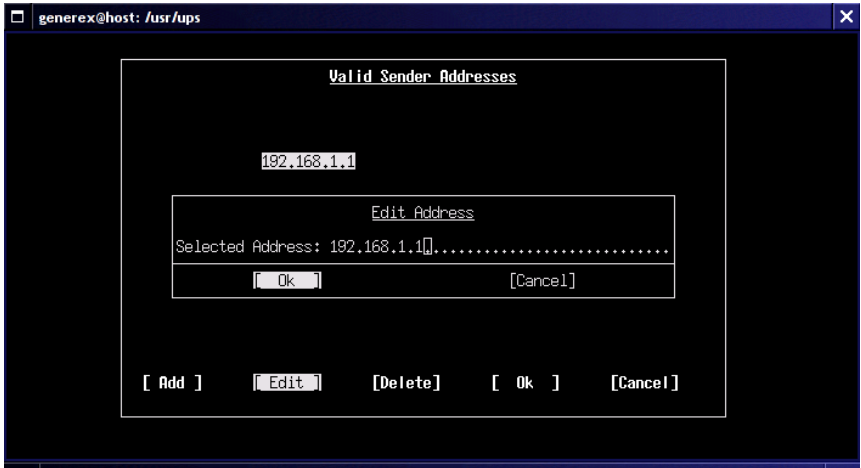 generex@host: /usr/ups
Valid Sender Addresses
192.168.1.1
Edit Address
Selected Address: 192.168.1.1.............................
[ Ok ] [Cancel]
[ Add ] [ Edit ] [Delete] [ Ok ] [Cancel]